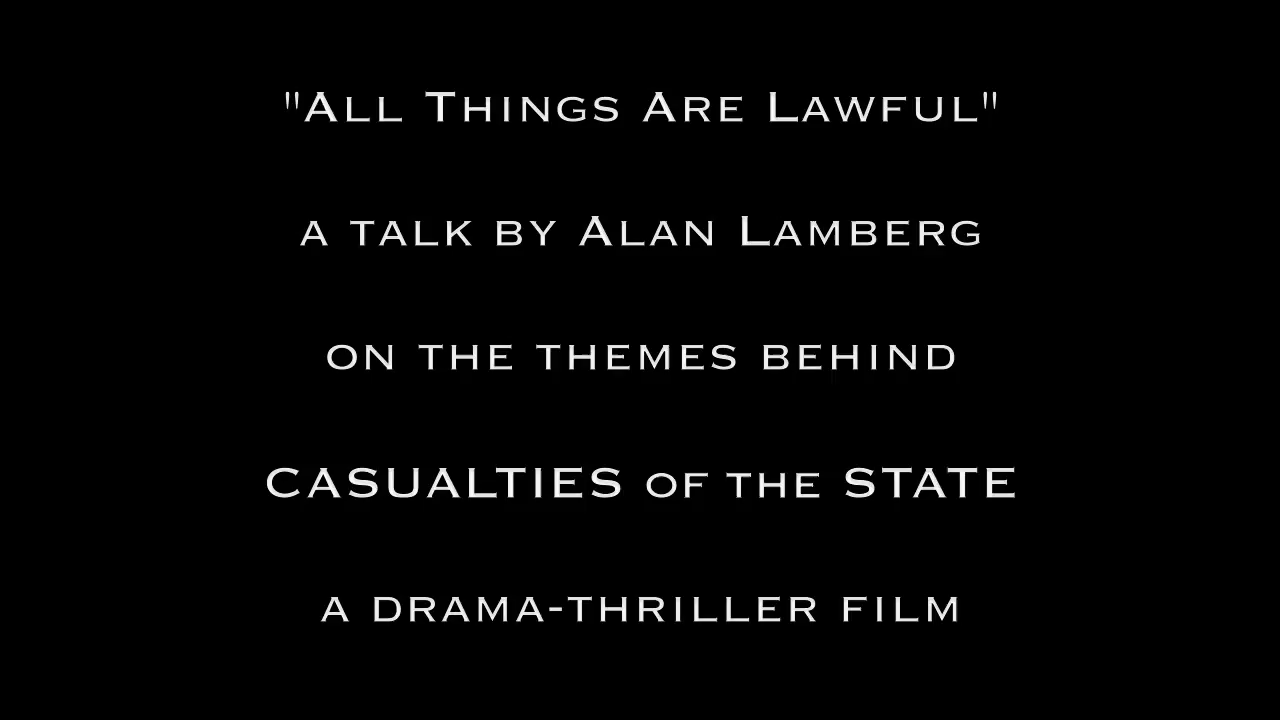 "All Things Are Lawful"
a talk by Alan Lamberg
on the themes behind
CASUALTIES of the STATE
a drama-thriller film